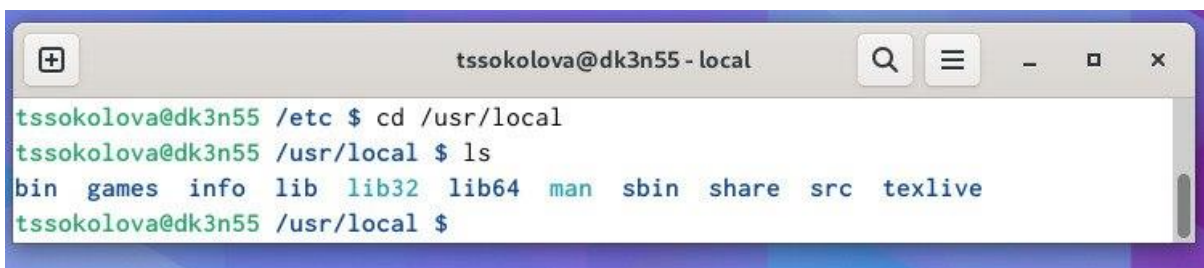 tssokolova@dk3n55 - local
tssokolova@dk3n55 /etc $ cd /usr/local
tssokolova@dk3n55 /usr/local $ ls
bin games info lib lib32 lib64 man sbin share src texlive
tssokolova@dk3n55 /usr/local $